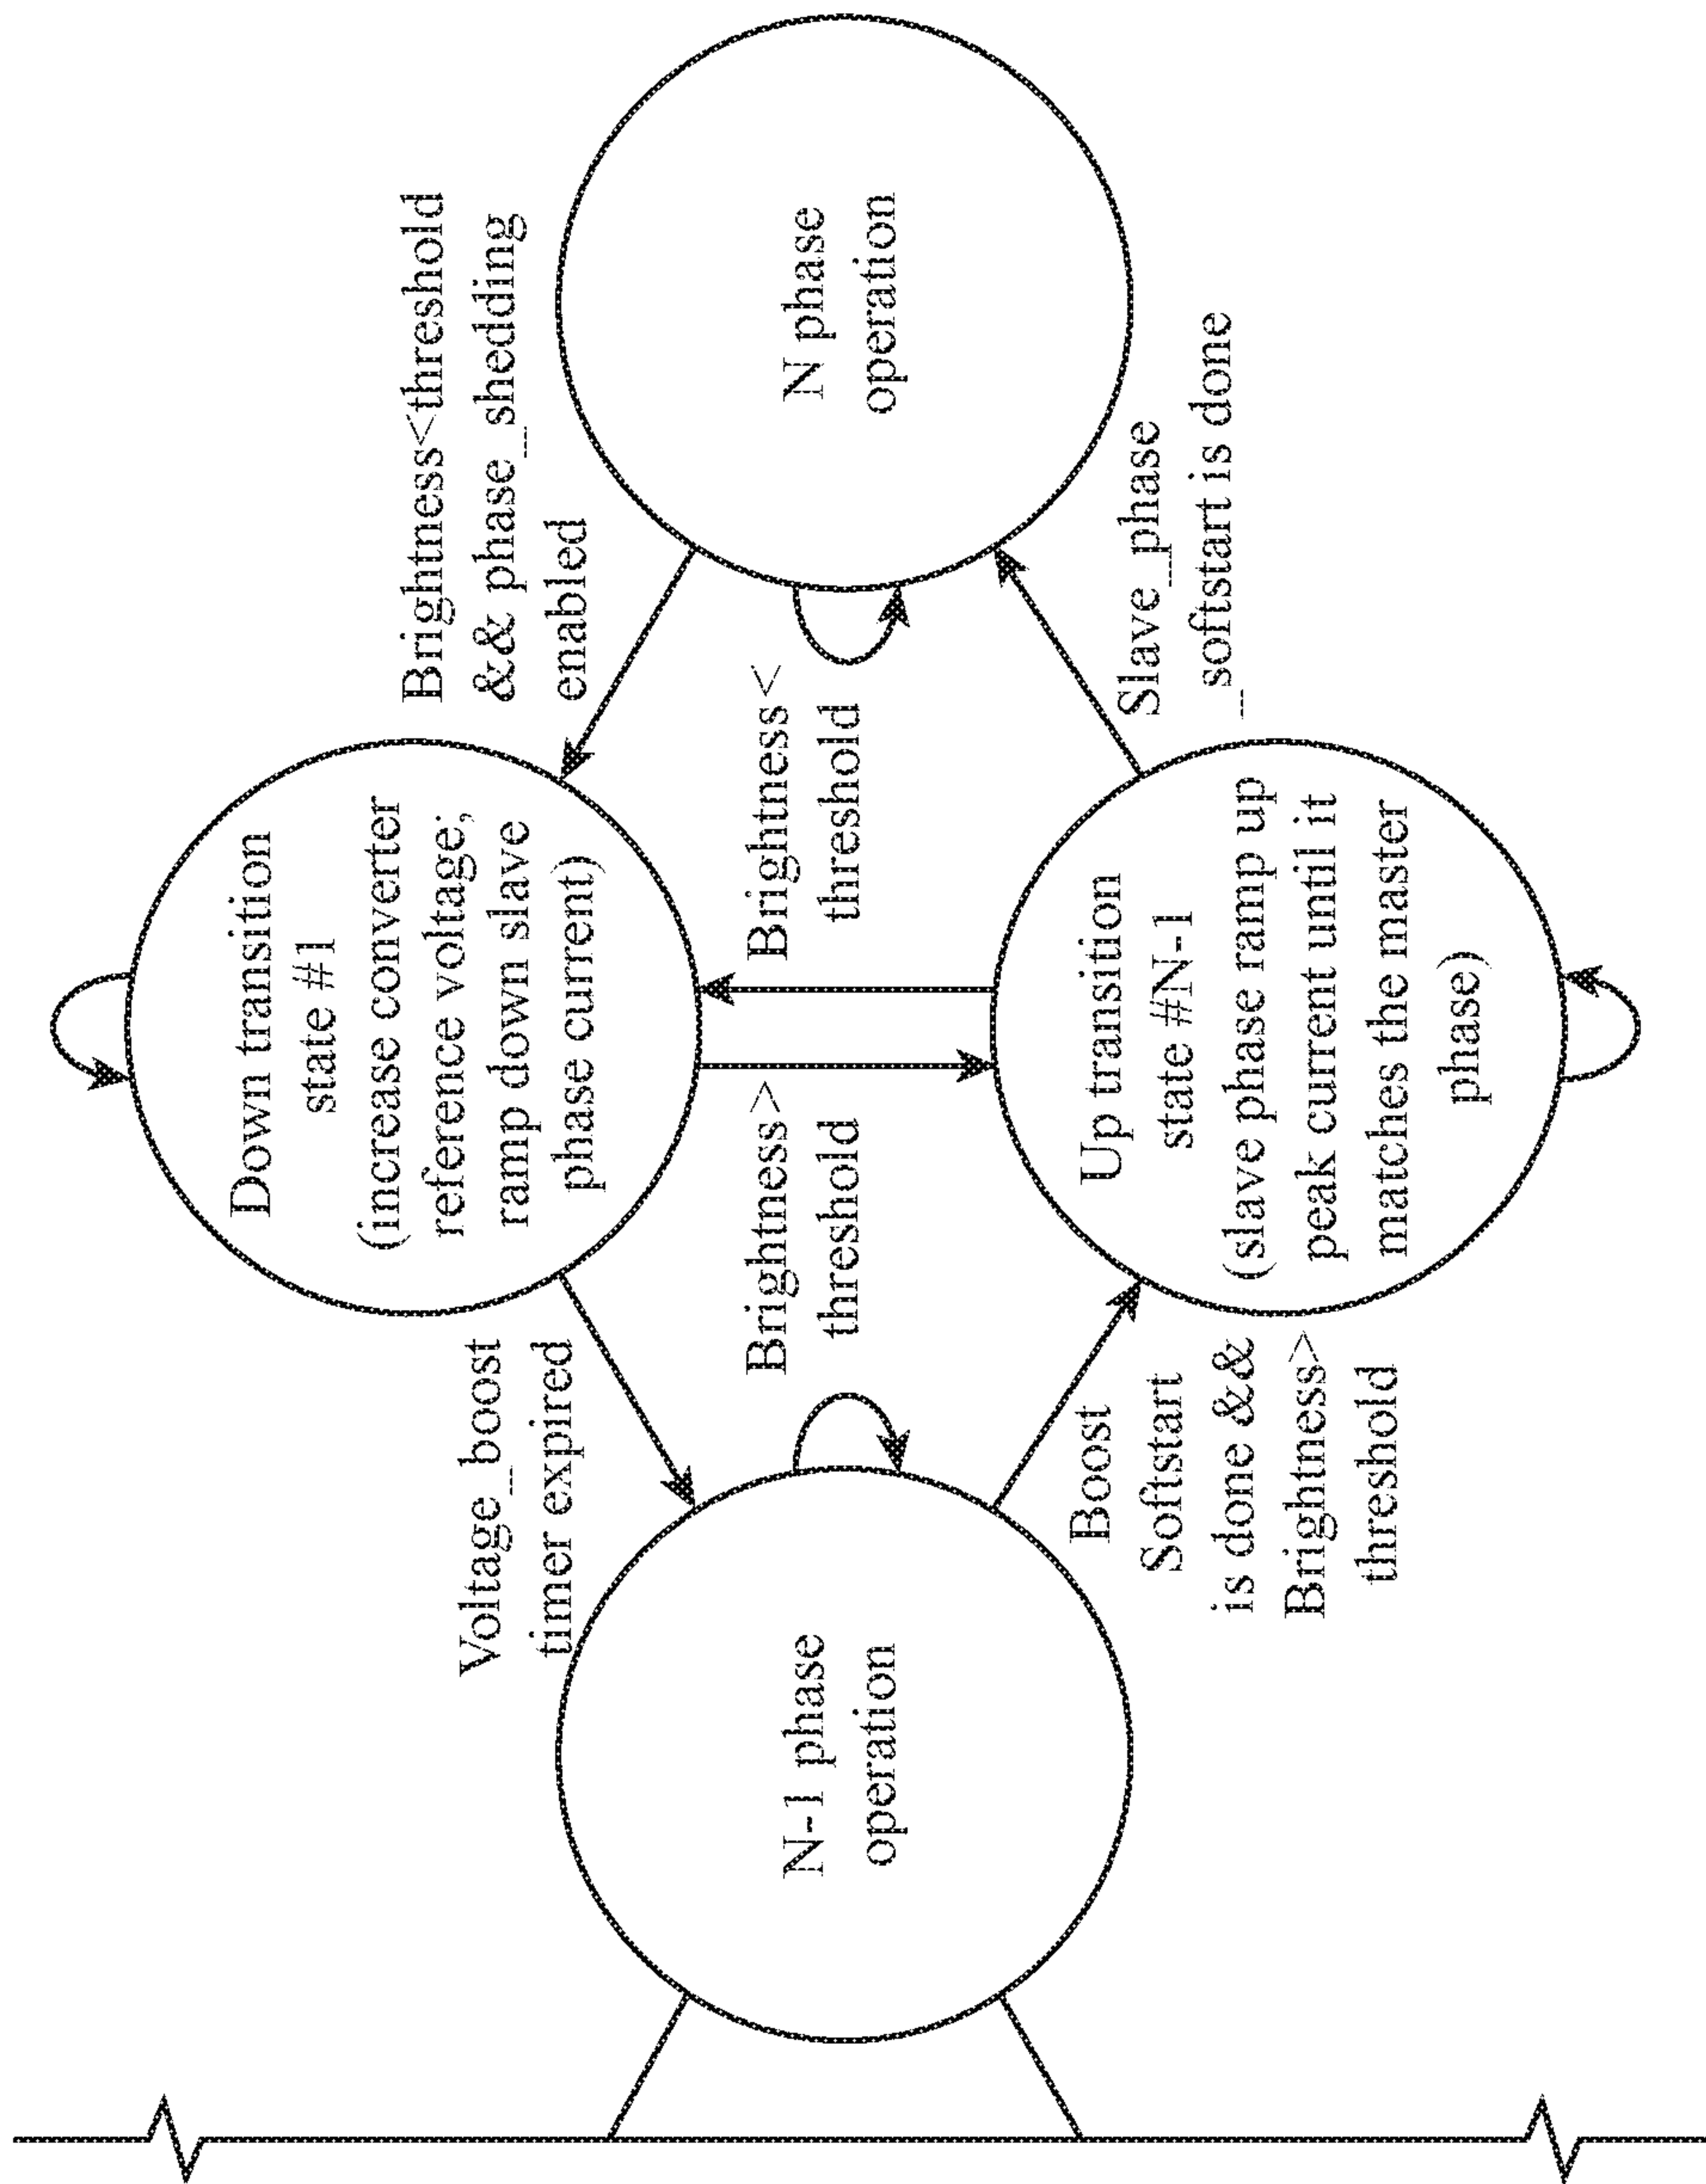 Down transition
state #1
(increase converter
reference voltage;
ramp down slave
phase current)
Voltage_boost
timer expired
Brightness<threshold
&& phase_shedding
enabled
N-1 phase
operation
Brightness>
threshold
Brightness<
threshold
N phase
operation
Boost
Softstart
is done &&
Brightness>
threshold
Up transition
state #N-1
(slave phase ramp up
peak current until it
matches the master
phase)
Slave_phase
_softstart is done